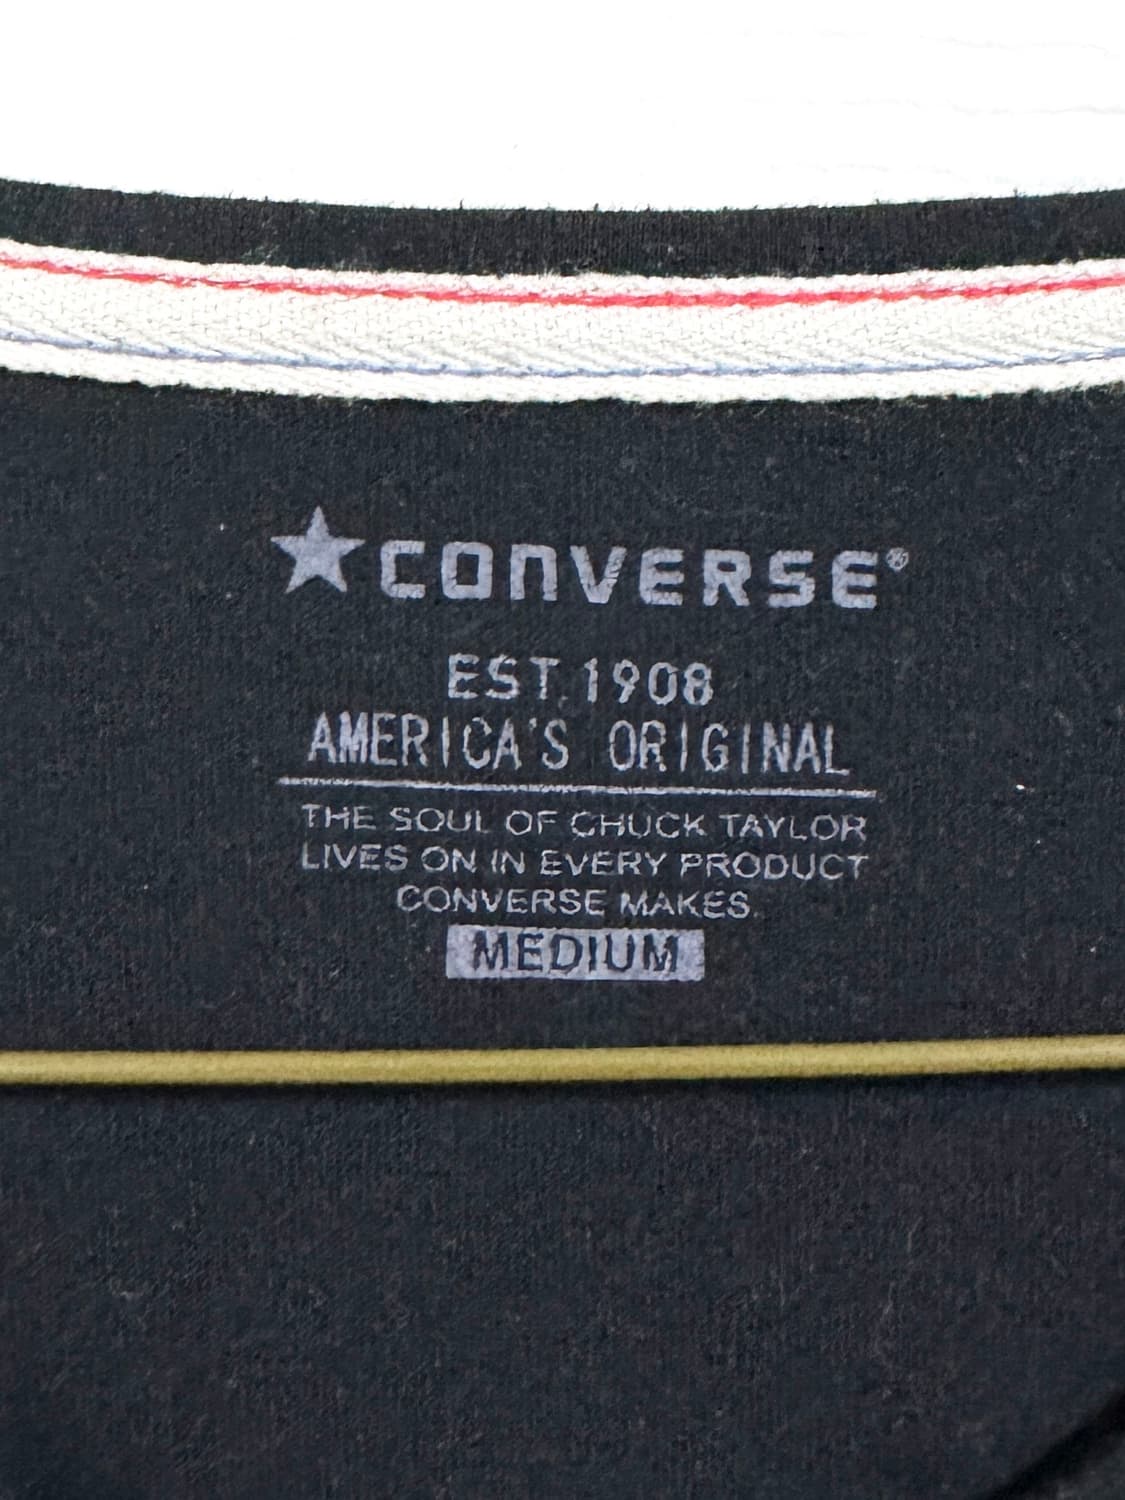 ★CONVERSE®
EST.1908
AMERICA'S ORIGINAL
THE SOUL OF CHUCK TAYLOR
LIVES ON IN EVERY PRODUCT
CONVERSE MAKES.
MEDIUM